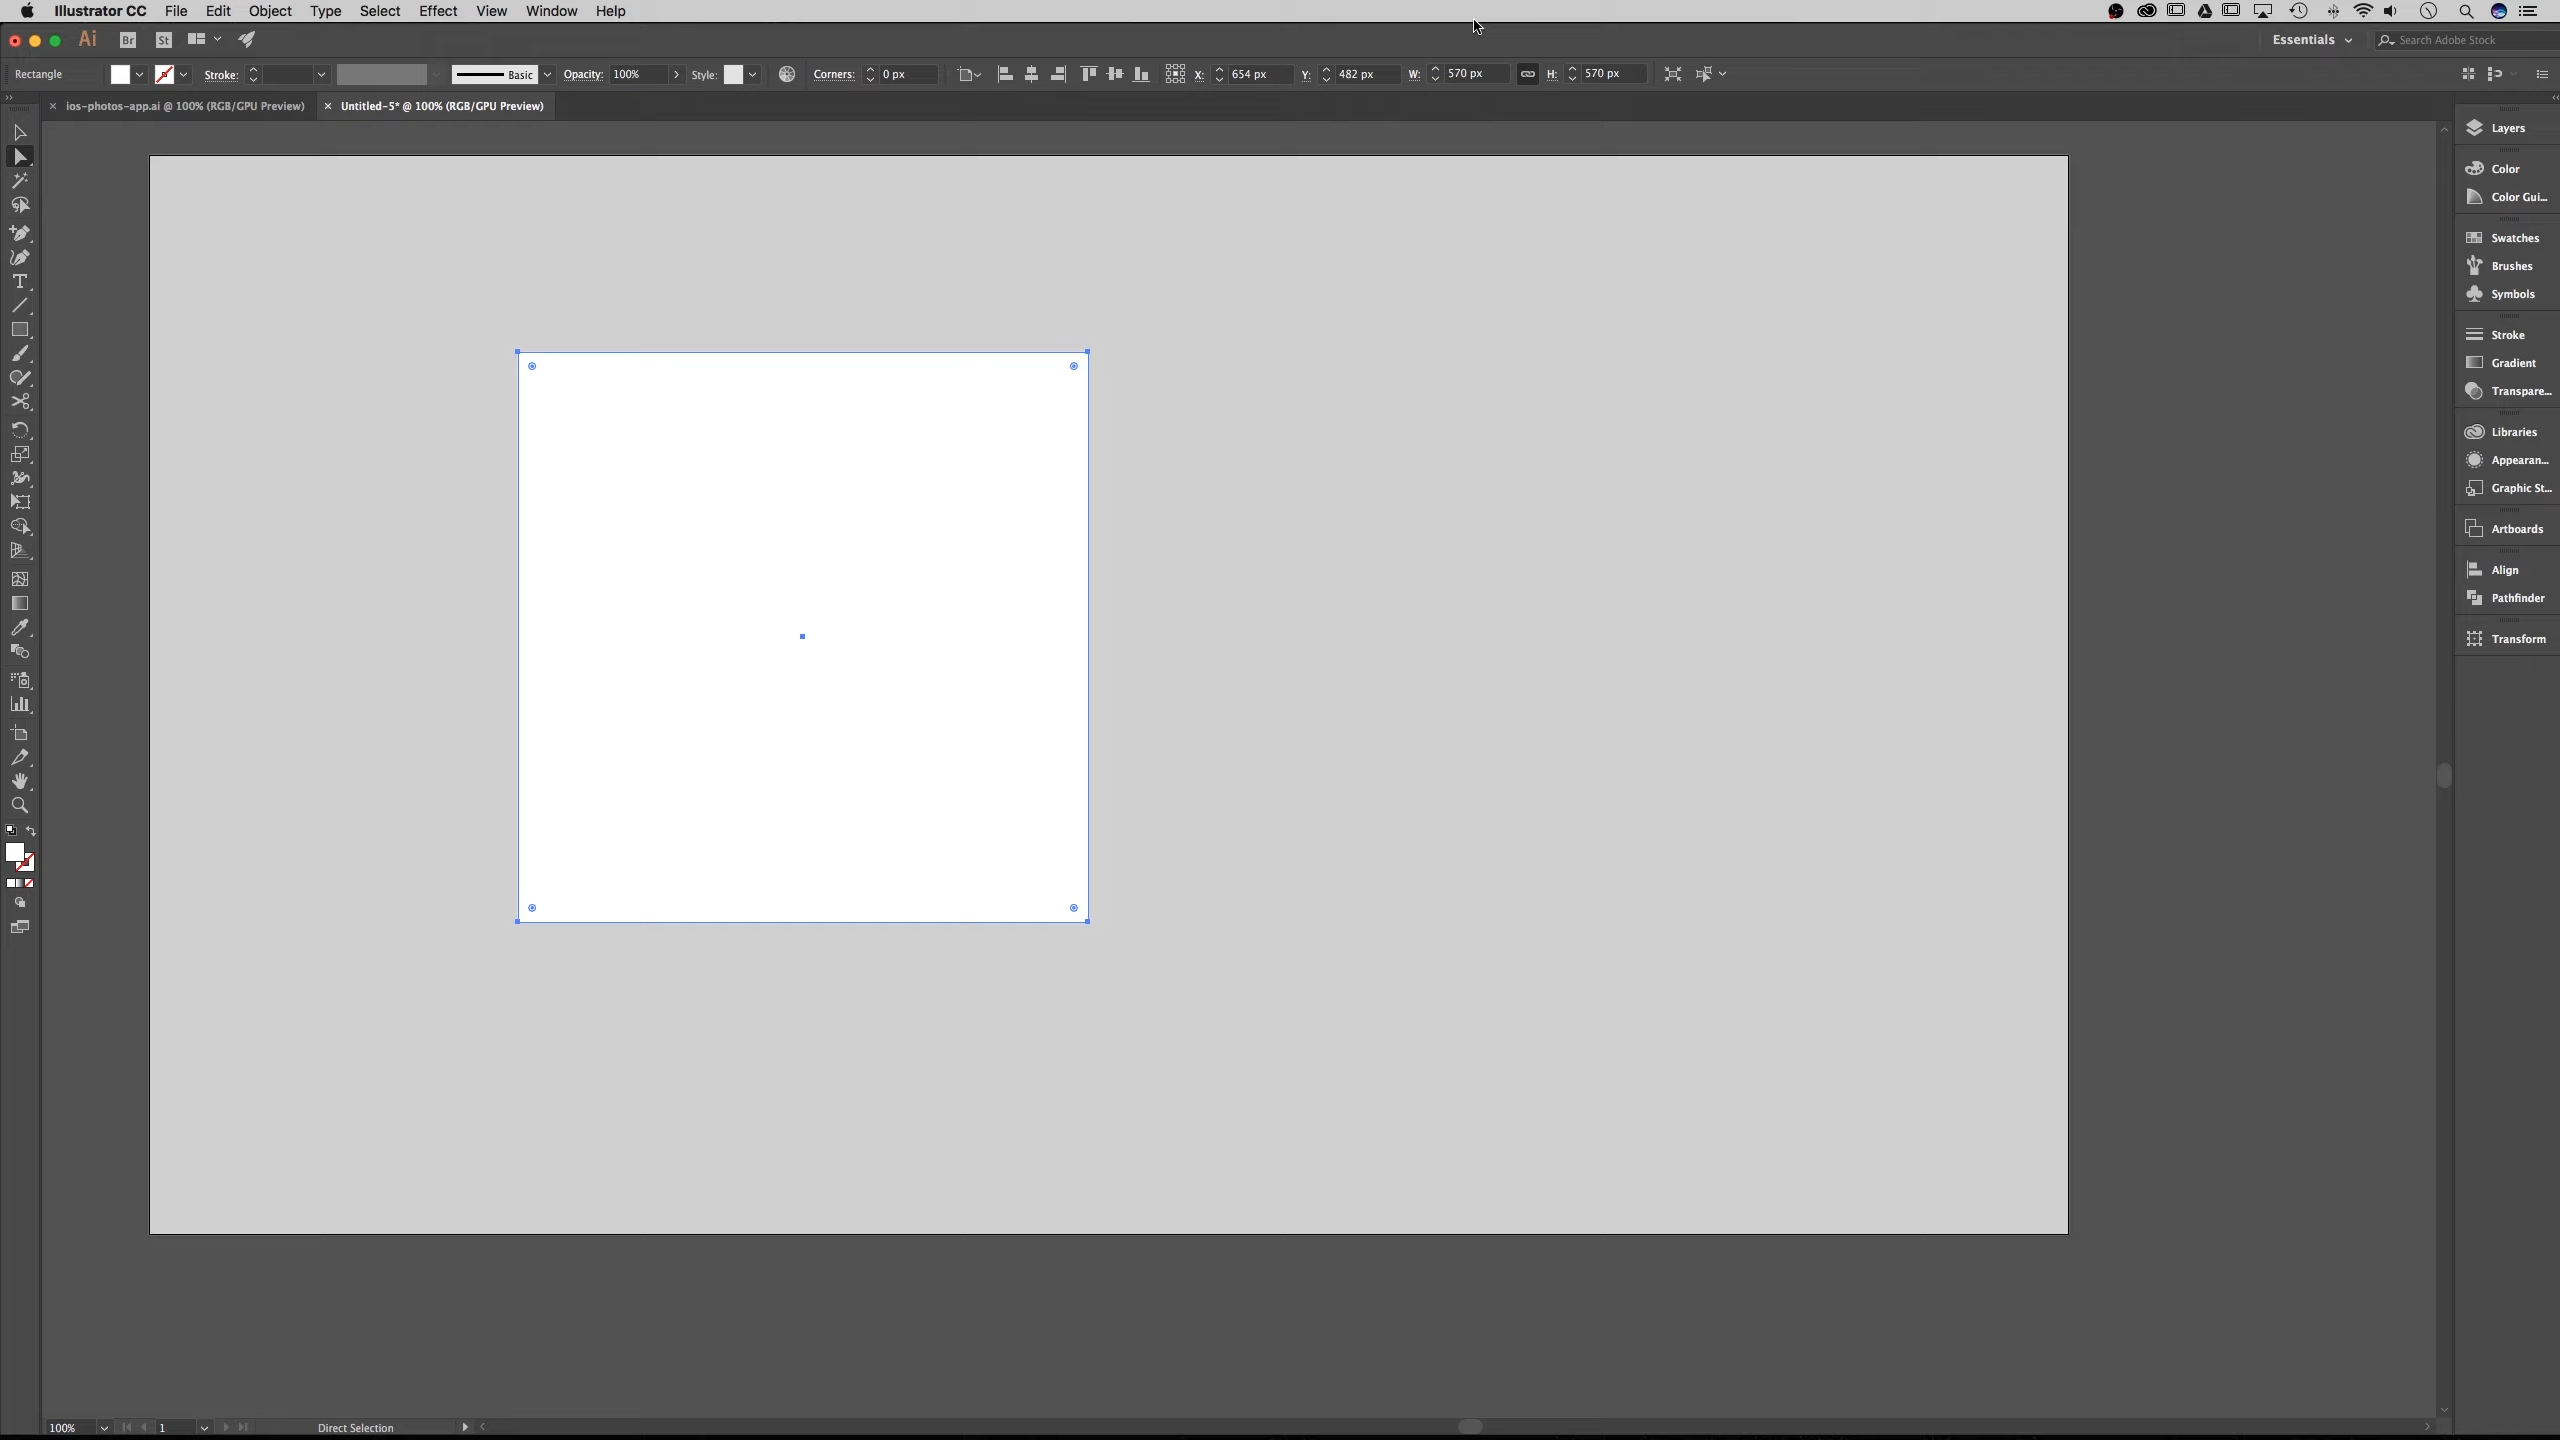 Illustrator CC File Edit Object Type Select Effect View Window Help
Ai Br St Essentials Search Adobe Stock
Rectangle Stroke: Basic Opacity: 100% Style: Corners: 0 px X: 654 px Y: 482 px W: 570 px H: 570 px
ios-photos-app.ai @ 100% (RGB/GPU Preview) Untitled-5* @ 100% (RGB/GPU Preview)
Layers
Color
Color Gui...
Swatches
Brushes
Symbols
Stroke
Gradient
Transpare...
Libraries
Appearan...
Graphic St...
Artboards
Align
Pathfinder
Transform
100% 1 Direct Selection